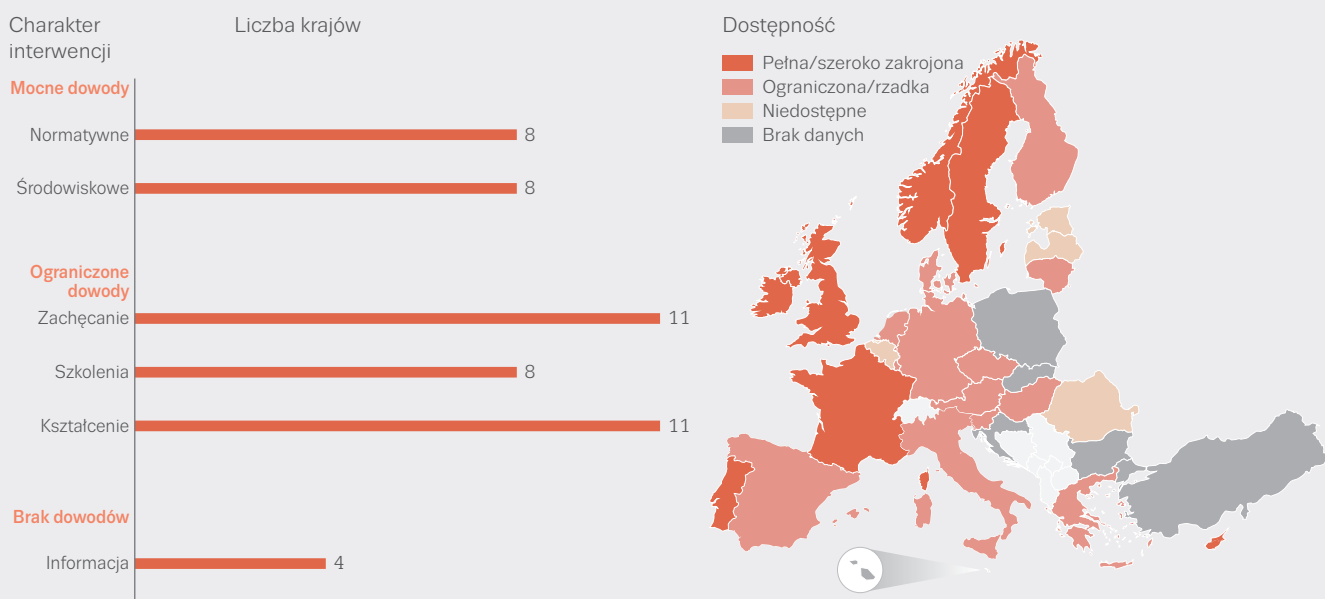 Charakter
interwencji
Liczba krajów
Mocne dowody
Normatywne 8
Środowiskowe 8
Ograniczone
dowody
Zachęcanie 11
Szkolenia 8
Kształcenie 11
Brak dowodów
Informacja 4
Dostępność
Pełna/szeroko zakrojona
Ograniczona/rzadka
Niedostępne
Brak danych